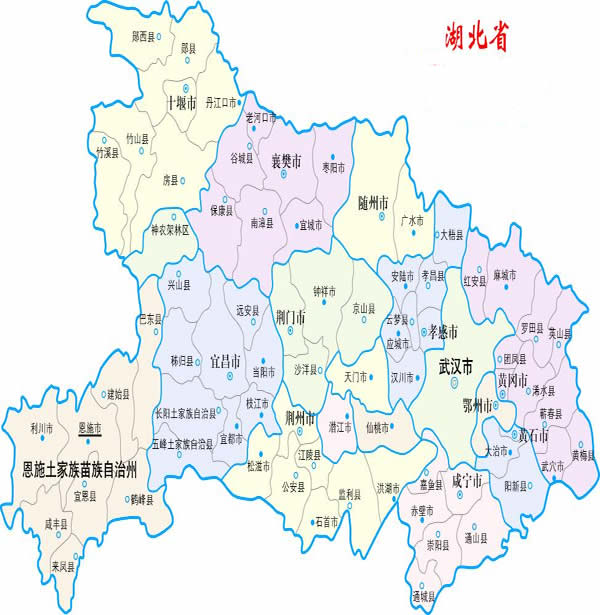 湖北省
郧西县
郧县
十堰市
丹江口市
老河口市
竹山县
竹溪县
谷城县
襄樊市
枣阳市
房县
保康县
南漳县
宜城市
随州市
广水市
神农架林区
大悟县
兴山县
巴东县
远安县
钟祥市
荆门市
京山县
安陆市
孝昌县
红安县
麻城市
云梦县
孝感市
应城市
罗田县
英山县
秭归县
宜昌市
当阳市
沙洋县
天门市
汉川市
武汉市
团风县
黄冈市
浠水县
建始县
利川市
恩施市
长阳土家族自治县
枝江市
荆州市
潜江市
仙桃市
鄂州市
蕲春县
黄石市
五峰土家族自治县
宜都市
松滋市
江陵县
大冶市
黄梅县
武穴市
恩施土家族苗族自治州
宣恩县
鹤峰县
公安县
监利县
洪湖市
嘉鱼县
咸宁市
阳新县
咸丰县
来凤县
石首市
赤壁市
崇阳县
通山县
通城县